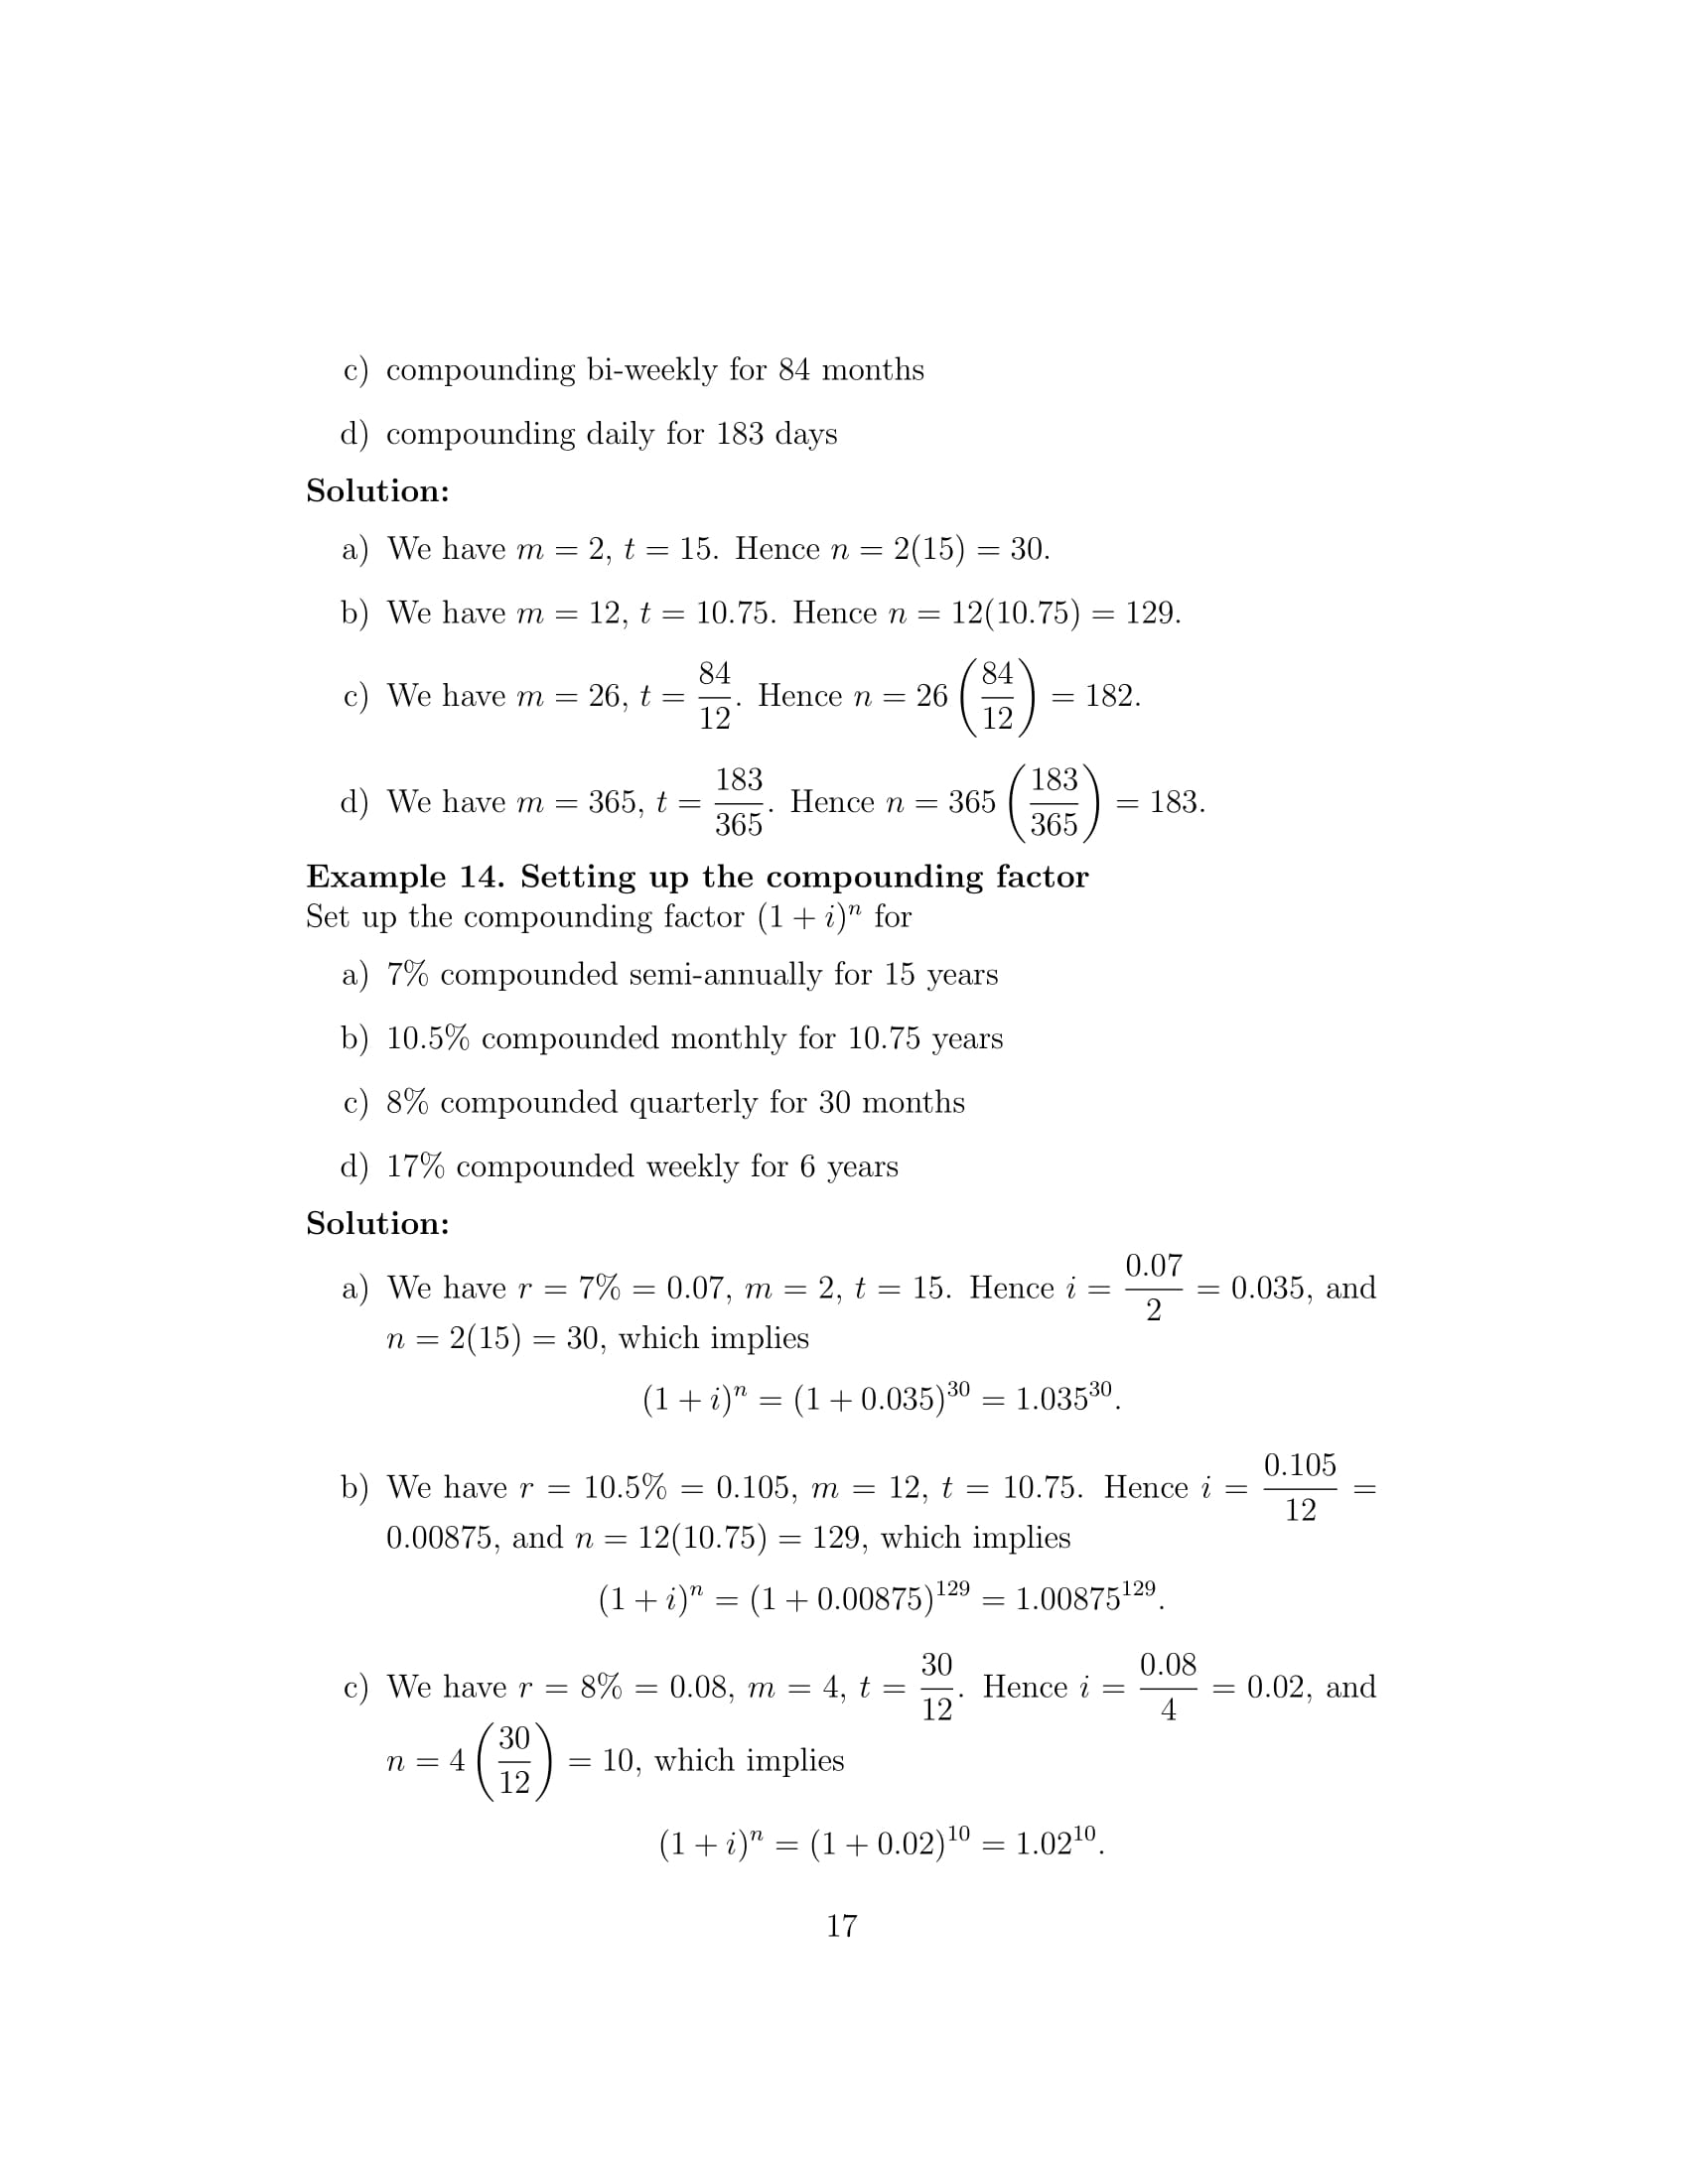 c) compounding bi-weekly for 84 months
d) compounding daily for 183 days
Solution:
a) We have m = 2, t = 15. Hence n = 2(15) = 30.
b) We have m = 12, t = 10.75. Hence n = 12(10.75) = 129.
c) We have m = 26, t = \frac{84}{12}. Hence n = 26 \left(\frac{84}{12}\right) = 182.
d) We have m = 365, t = \frac{183}{365}. Hence n = 365 \left(\frac{183}{365}\right) = 183.
Example 14. Setting up the compounding factor
Set up the compounding factor (1 + i)^n for
a) 7% compounded semi-annually for 15 years
b) 10.5% compounded monthly for 10.75 years
c) 8% compounded quarterly for 30 months
d) 17% compounded weekly for 6 years
Solution:
a) We have r = 7% = 0.07, m = 2, t = 15. Hence i = \frac{0.07}{2} = 0.035, and
n = 2(15) = 30, which implies
(1 + i)^n = (1 + 0.035)^{30} = 1.035^{30}.
b) We have r = 10.5% = 0.105, m = 12, t = 10.75. Hence i = \frac{0.105}{12} =
0.00875, and n = 12(10.75) = 129, which implies
(1 + i)^n = (1 + 0.00875)^{129} = 1.00875^{129}.
c) We have r = 8% = 0.08, m = 4, t = \frac{30}{12}. Hence i = \frac{0.08}{4} = 0.02, and
n = 4 \left(\frac{30}{12}\right) = 10, which implies
(1 + i)^n = (1 + 0.02)^{10} = 1.02^{10}.
17